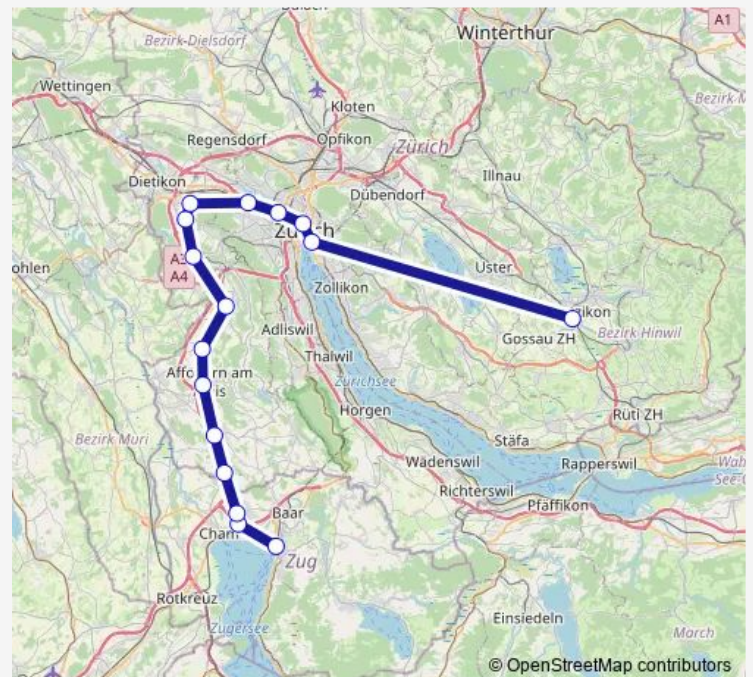 A1
Winterthur
Bezirk-Dielsdorf
Wettingen
Kloten
Regensdorf
Opfikon
Zürich
Dietikon
Illnau
Dübendorf
A4
Uster
Zollikon
Gossau ZH
Bezirk Hinwil
Adliswil
Thalwil
Zürichsee
Horgen
Rüti ZH
Bezirk Muri
Stäfa
Wädenswil
Rapperswil
Richterswil
Pfäffikon
Baar
Zug
Rotkreuz
Zugersee
Einsiedeln
March
© OpenStreetMap contributors